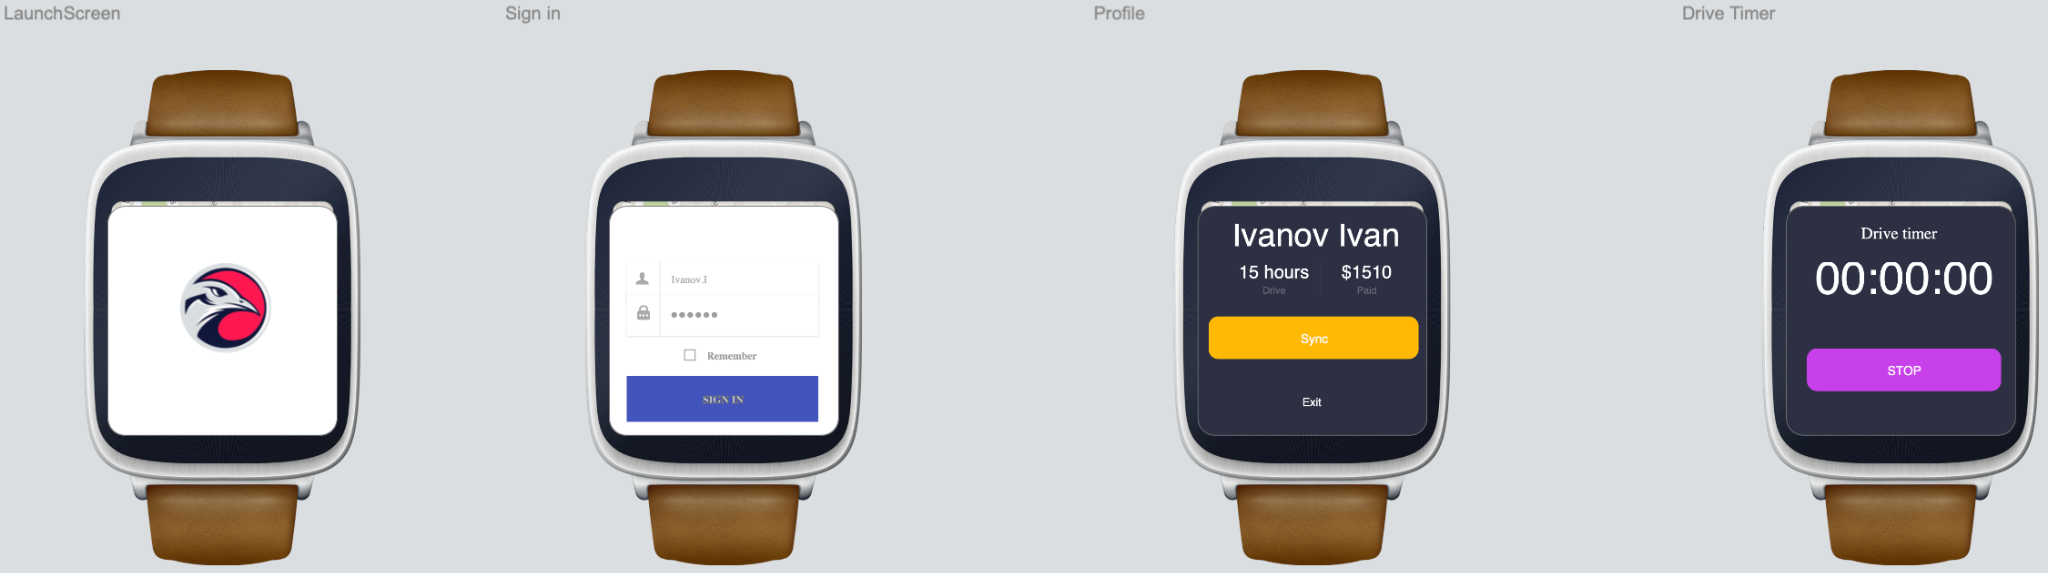 LaunchScreen
Sign in
Profile
Drive Timer
Ivanov.I
Remember
SIGN IN
Ivanov Ivan
15 hours $1510
Drive Paid
Sync
Exit
Drive timer
00:00:00
STOP